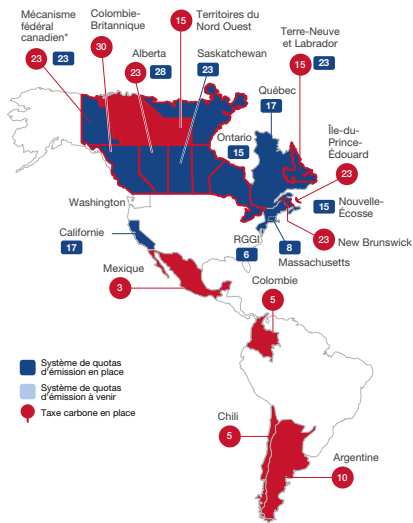 Mécanisme
fédéral
canadien*
23
23
Colombie-
Britannique
30
Alberta
23
28
Territoires du
Nord Ouest
15
Saskatchewan
23
Terre-Neuve
et Labrador
15
23
Québec
17
Ontario
15
Île-du-
Prince-
Édouard
23
Nouvelle-
Écosse
15
New Brunswick
23
Massachusetts
8
RGGI
6
Washington
Californie
17
Mexique
3
Colombie
5
Système de quotas
d'émission en place
Système de quotas
d'émission à venir
Taxe carbone en place
Chili
5
Argentine
10